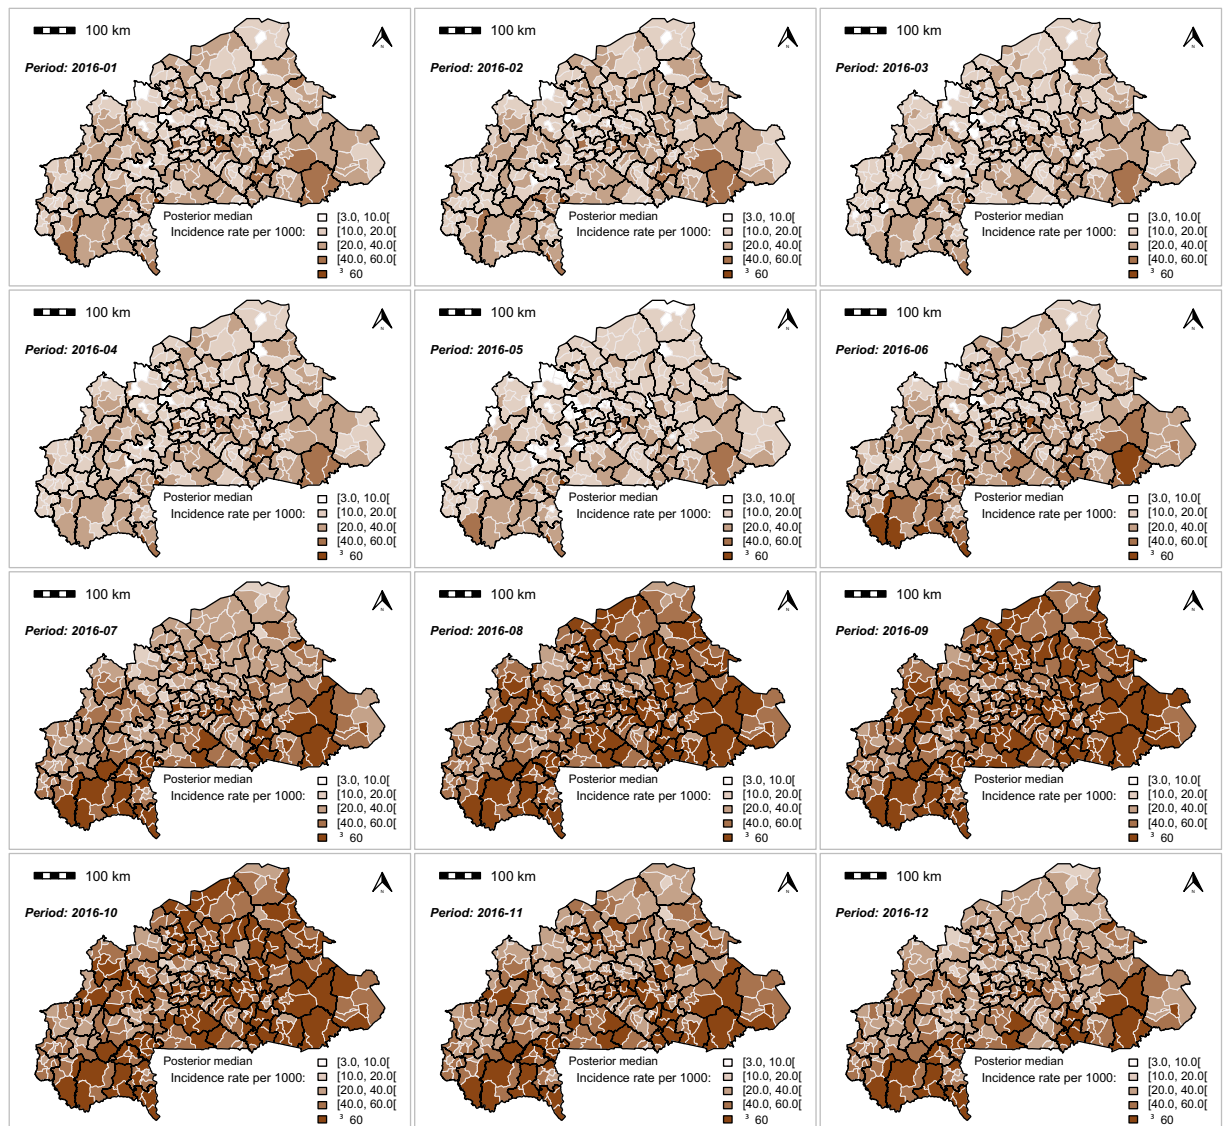 100 km
N
Period: 2016-01
Posterior median
Incidence rate per 1000:
[3.0, 10.0[
[10.0, 20.0[
[20.0, 40.0[
[40.0, 60.0[
³ 60
100 km
N
Period: 2016-02
Posterior median
Incidence rate per 1000:
[3.0, 10.0[
[10.0, 20.0[
[20.0, 40.0[
[40.0, 60.0[
³ 60
100 km
N
Period: 2016-03
Posterior median
Incidence rate per 1000:
[3.0, 10.0[
[10.0, 20.0[
[20.0, 40.0[
[40.0, 60.0[
³ 60
100 km
N
Period: 2016-04
Posterior median
Incidence rate per 1000:
[3.0, 10.0[
[10.0, 20.0[
[20.0, 40.0[
[40.0, 60.0[
³ 60
100 km
N
Period: 2016-05
Posterior median
Incidence rate per 1000:
[3.0, 10.0[
[10.0, 20.0[
[20.0, 40.0[
[40.0, 60.0[
³ 60
100 km
N
Period: 2016-06
Posterior median
Incidence rate per 1000:
[3.0, 10.0[
[10.0, 20.0[
[20.0, 40.0[
[40.0, 60.0[
³ 60
100 km
N
Period: 2016-07
Posterior median
Incidence rate per 1000:
[3.0, 10.0[
[10.0, 20.0[
[20.0, 40.0[
[40.0, 60.0[
³ 60
100 km
N
Period: 2016-08
Posterior median
Incidence rate per 1000:
[3.0, 10.0[
[10.0, 20.0[
[20.0, 40.0[
[40.0, 60.0[
³ 60
100 km
N
Period: 2016-09
Posterior median
Incidence rate per 1000:
[3.0, 10.0[
[10.0, 20.0[
[20.0, 40.0[
[40.0, 60.0[
³ 60
100 km
N
Period: 2016-10
Posterior median
Incidence rate per 1000:
[3.0, 10.0[
[10.0, 20.0[
[20.0, 40.0[
[40.0, 60.0[
³ 60
100 km
N
Period: 2016-11
Posterior median
Incidence rate per 1000:
[3.0, 10.0[
[10.0, 20.0[
[20.0, 40.0[
[40.0, 60.0[
³ 60
100 km
N
Period: 2016-12
Posterior median
Incidence rate per 1000:
[3.0, 10.0[
[10.0, 20.0[
[20.0, 40.0[
[40.0, 60.0[
³ 60